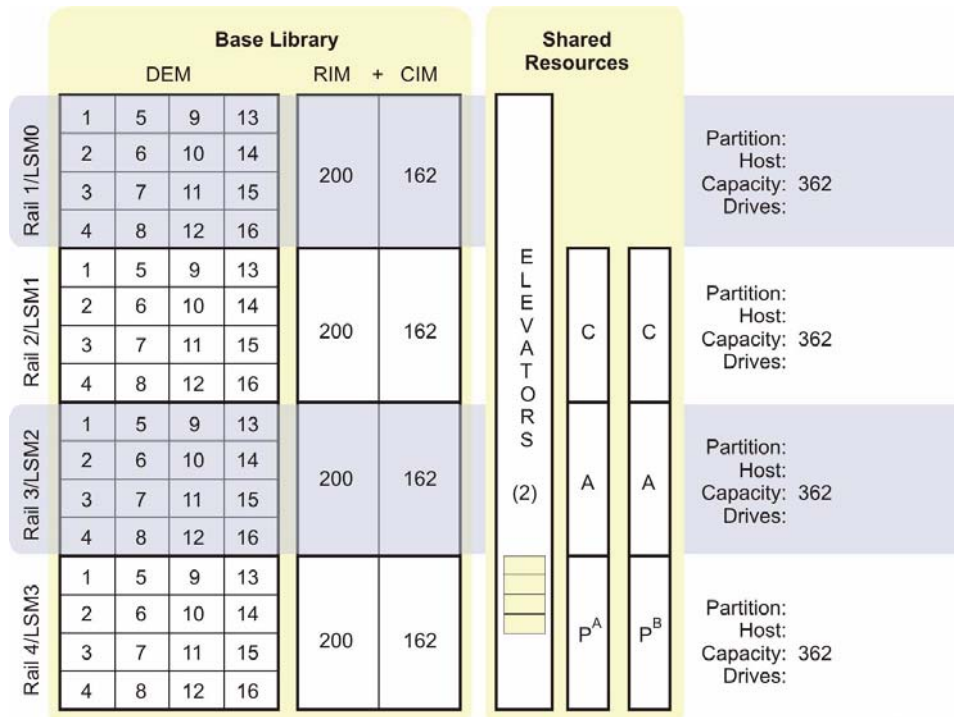 Base Library
Shared
Resources
DEM
RIM + CIM
Rail 1/LSM0
1 5 9 13
2 6 10 14
3 7 11 15
4 8 12 16
200 162
Partition:
Host:
Capacity: 362
Drives:
Rail 2/LSM1
1 5 9 13
2 6 10 14
3 7 11 15
4 8 12 16
200 162
Partition:
Host:
Capacity: 362
Drives:
Rail 3/LSM2
1 5 9 13
2 6 10 14
3 7 11 15
4 8 12 16
200 162
Partition:
Host:
Capacity: 362
Drives:
Rail 4/LSM3
1 5 9 13
2 6 10 14
3 7 11 15
4 8 12 16
200 162
Partition:
Host:
Capacity: 362
Drives:
ELEVATORS
(2)
C C
A A
P^A P^B